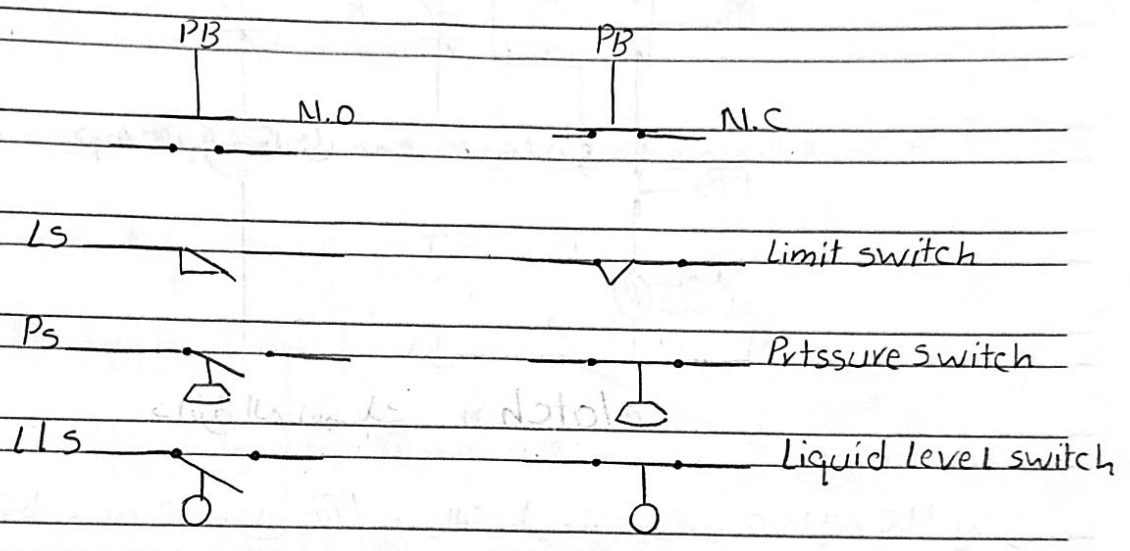 PB PB
N.O N.C
LS Limit switch
Ps Prtssure switch
LLS Liquid level switch